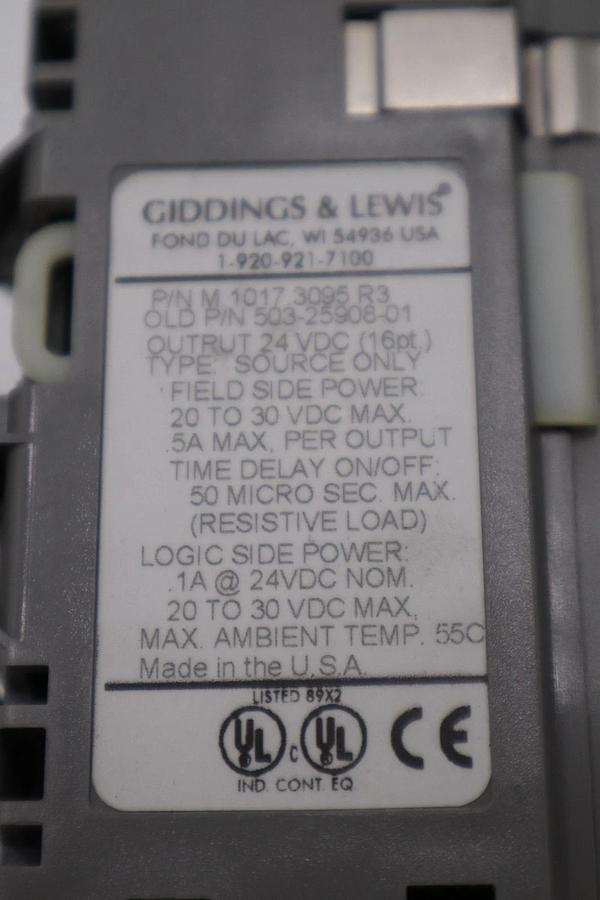 GIDDINGS & LEWIS®
FOND DU LAC, WI 54936 USA
1-920-921-7100
P/N M.1017.3095 R3
OLD P/N 503-25908-01
OUTPUT 24 VDC (16pt.)
TYPE: SOURCE ONLY
FIELD SIDE POWER:
20 TO 30 VDC MAX.
.5A MAX, PER OUTPUT
TIME DELAY ON/OFF:
50 MICRO SEC. MAX.
(RESISTIVE LOAD)
LOGIC SIDE POWER:
.1A @ 24VDC NOM.
20 TO 30 VDC MAX,
MAX. AMBIENT TEMP. 55C
Made in the U.S.A.
LISTED 89X2
UL c UL CE
IND. CONT. EQ.